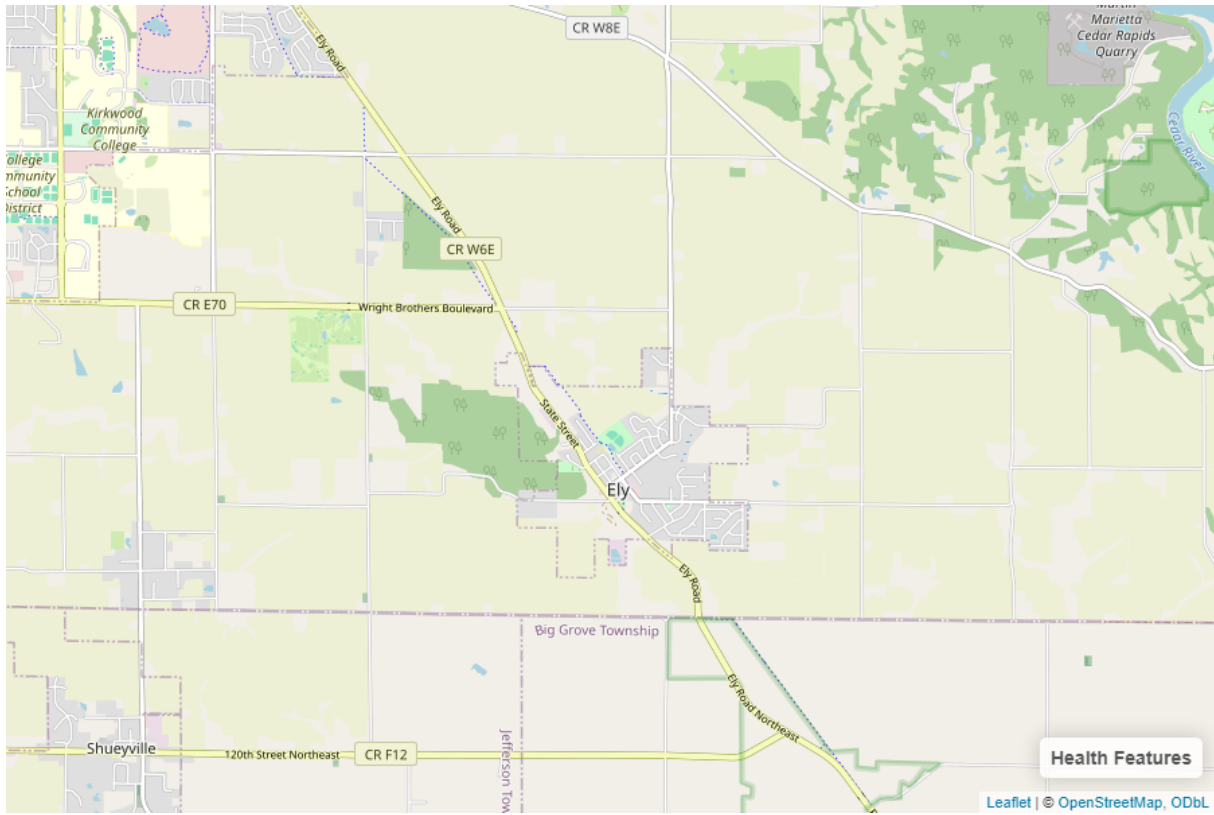 Martin
Marietta
Cedar Rapids
Quarry
CR W8E
Ely Road
Kirkwood
Community
College
Cedar River
ollege
mmunity
School
District
Ely Road
CR W6E
CR E70
Wright Brothers Boulevard
State Street
Ely
Ely Road
Big Grove Township
Ely Road Northeast
Shueyville
120th Street Northeast
CR F12
Jefferson Tow
Health Features
Leaflet | © OpenStreetMap, ODbL